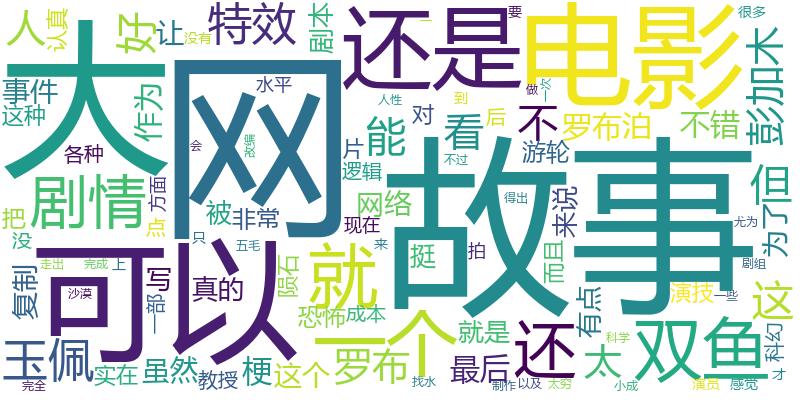 大
网
故事
可以
电影
还是
特效
剧本
好
让
人
认真
没有
事件
这种
作为
水平
各种
剧情
被
非常
方面
把
没
点
网络
现在
人性
对
到
能
看
后
片
逻辑
不过
会
改编
要
做
一次
不
罗布泊
游轮
不错
很多
彭加木
但
为了
得出
尤为
剧组
来说
而且
拍
挺
来
就
只
五毛
真的
写
一部
上
走出
完成
沙漠
复制
陨石
恐怖
成本
一个
就是
有点
还
演技
一些
这
科幻
才
双鱼
太
科学
玉佩
完全
实在
虽然
教授
梗
这个
罗布
找水
最后
制作
以及
太穷
小成
演员
感觉
一